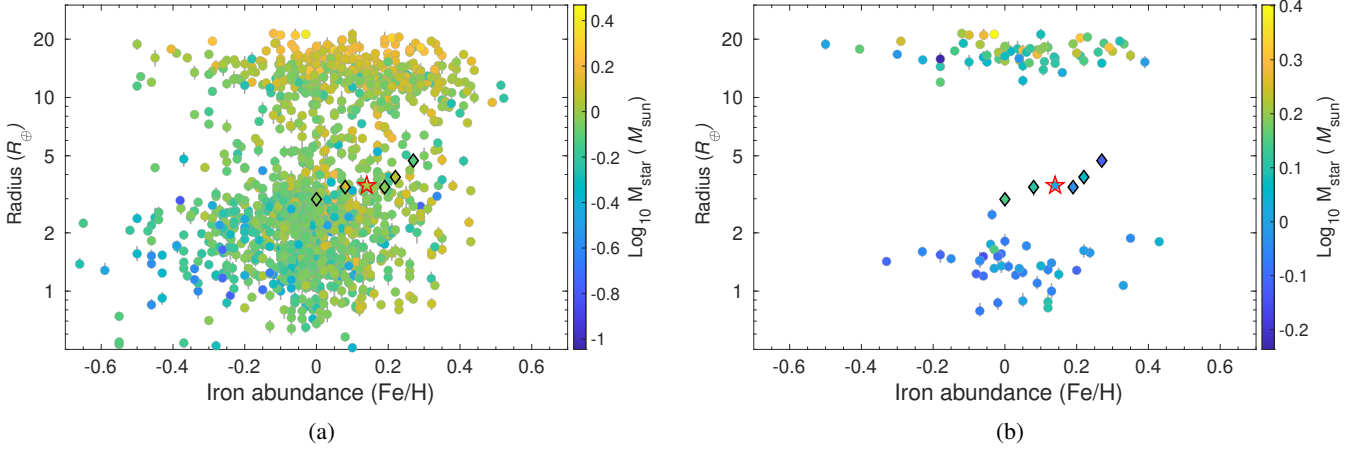 20
10
5
2
1
Radius (R⊕)
-0.6 -0.4 -0.2 0 0.2 0.4 0.6
Iron abundance (Fe/H)
0.4
0.2
0
-0.2
-0.4
-0.6
-0.8
-1
Log10 Mstar ( Msun)
(a)
20
10
5
2
1
Radius (R⊕)
-0.6 -0.4 -0.2 0 0.2 0.4 0.6
Iron abundance (Fe/H)
0.4
0.3
0.2
0.1
0
-0.1
-0.2
Log10 Mstar ( Msun)
(b)